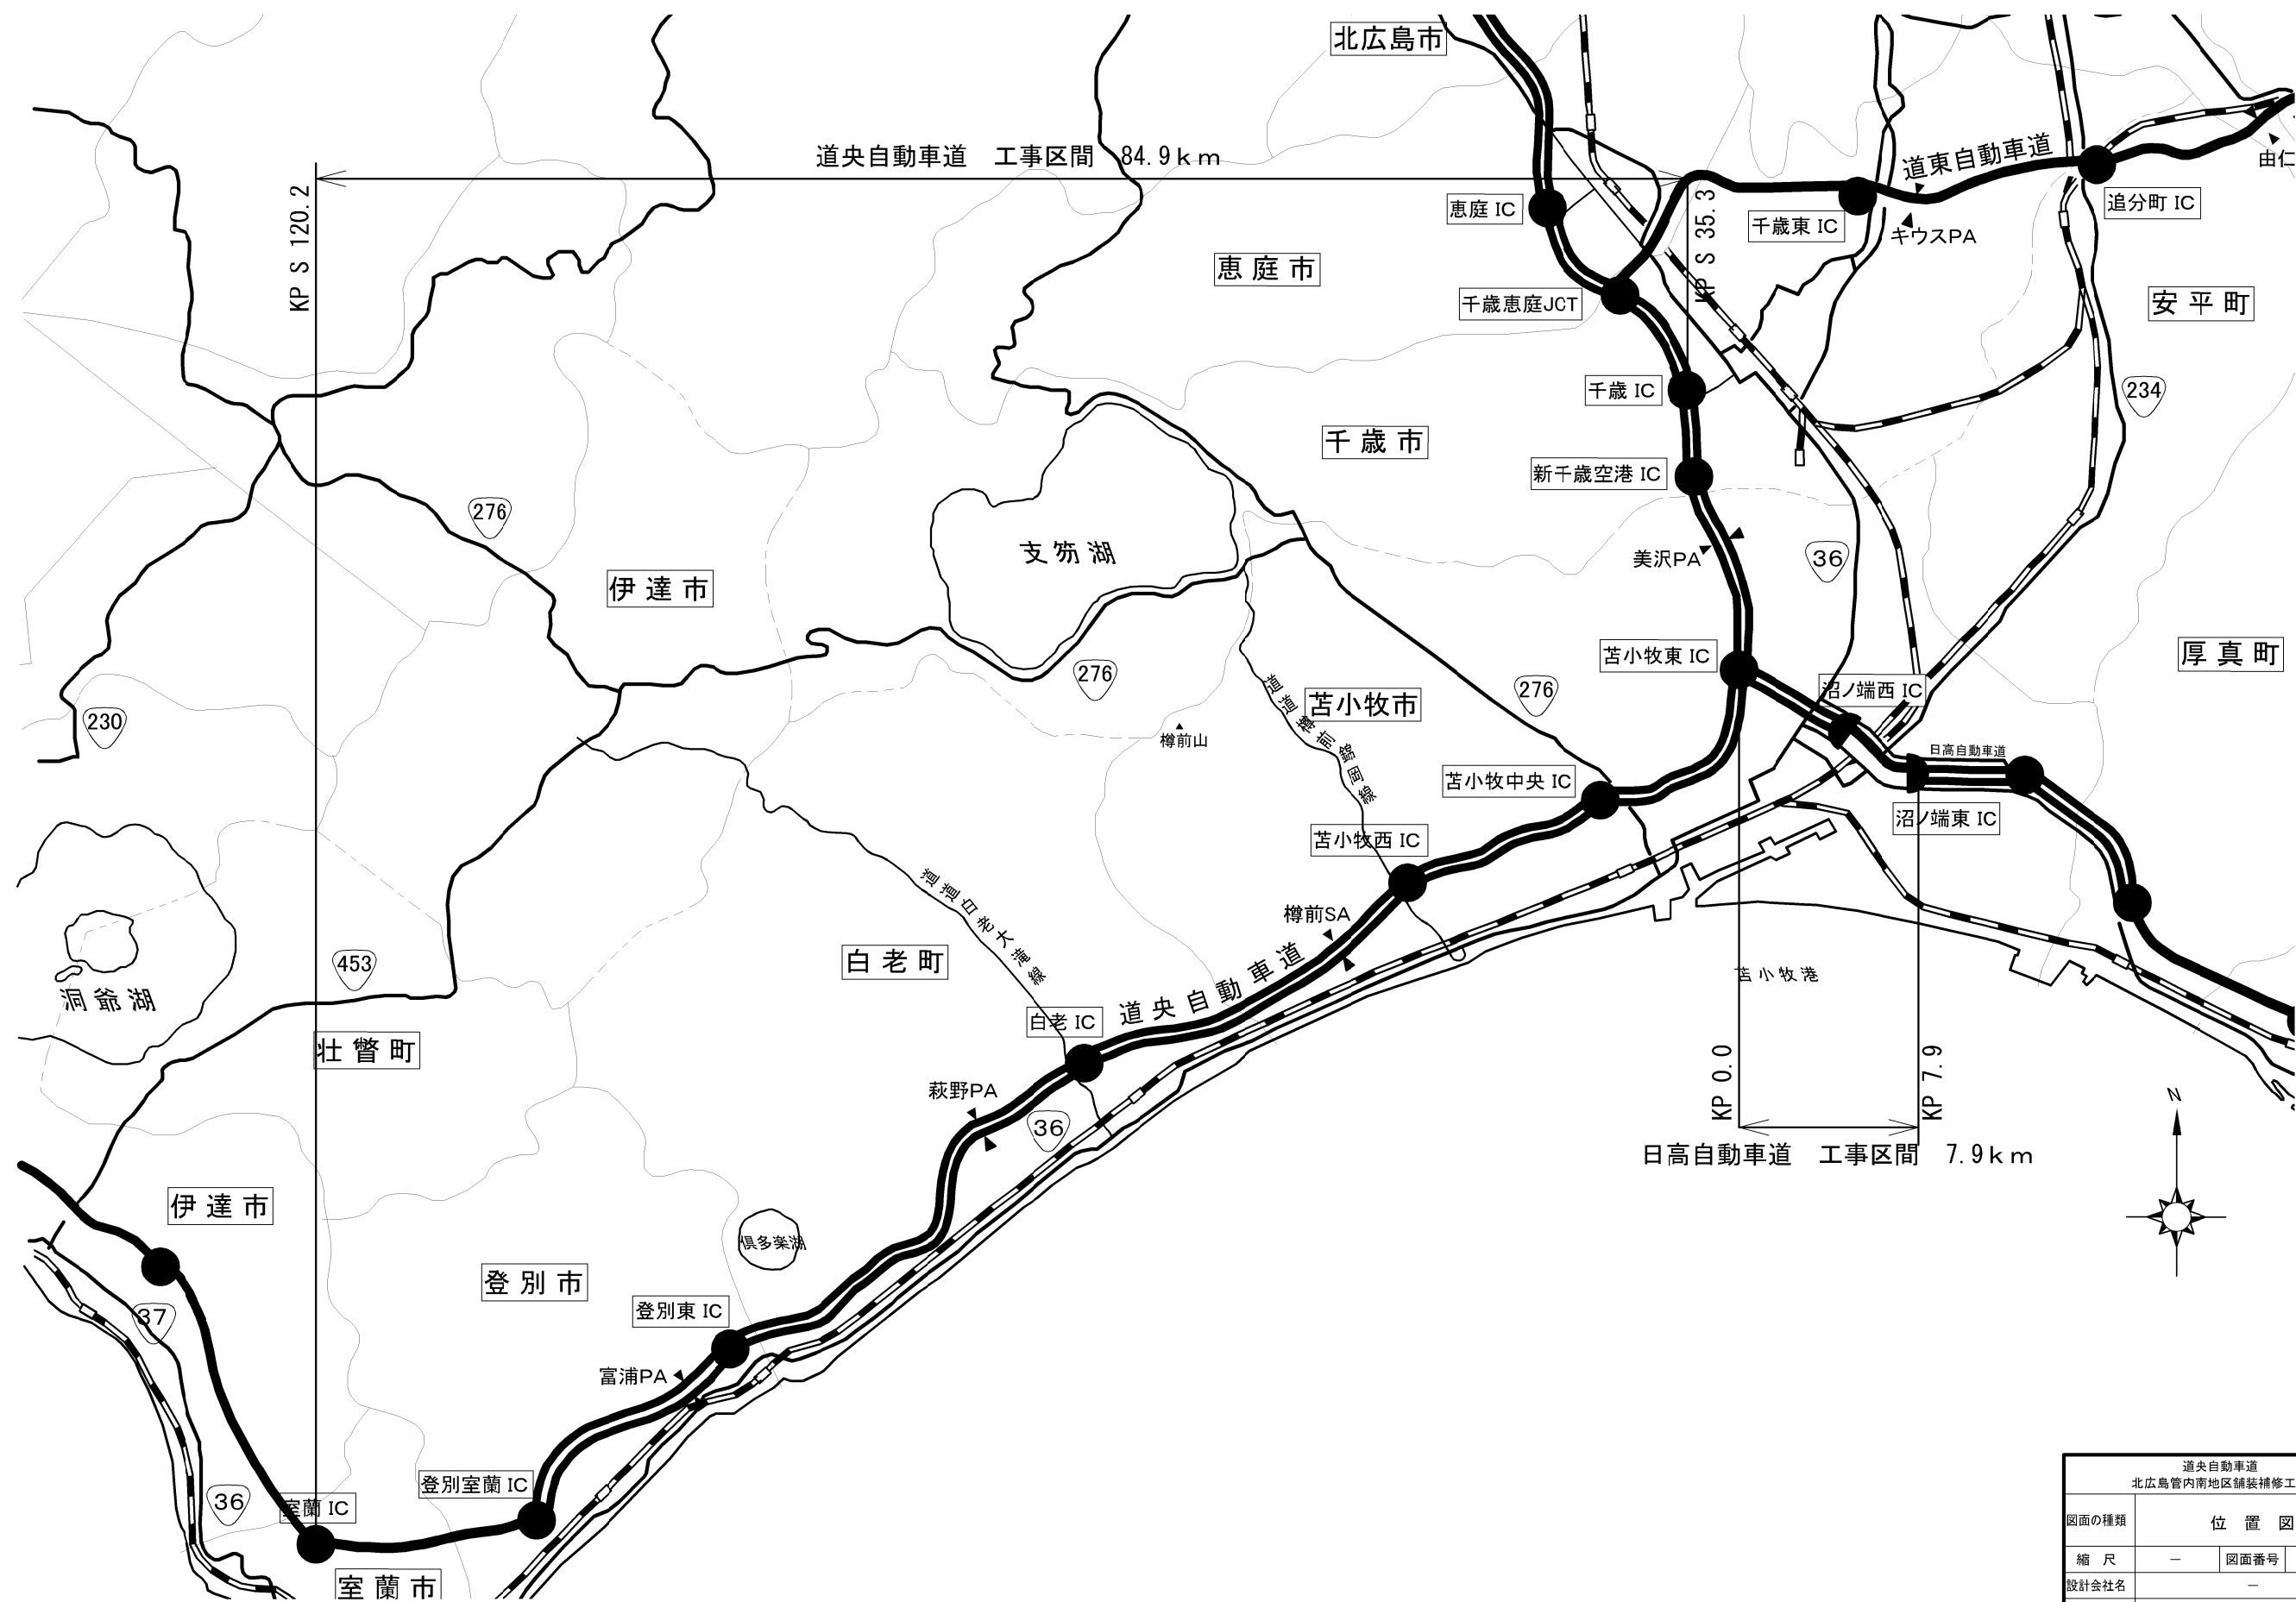 北広島市
道央自動車道　工事区間　84.9ｋｍ
KP S 120.2
KP S 35.3
道東自動車道
由仁
恵庭 IC
千歳東 IC
追分町 IC
キウスPA
恵庭市
千歳恵庭JCT
安平町
千歳 IC
234
千歳市
新千歳空港 IC
276
支笏湖
美沢PA
36
伊達市
苫小牧東 IC
厚真町
276
沼ノ端西 IC
276
苫小牧市
道道樽前錦岡線
230
樽前山
日高自動車道
苫小牧中央 IC
沼ノ端東 IC
苫小牧西 IC
道道白老大滝線
樽前SA
白老町
453
道央自動車道
苫小牧港
洞爺湖
白老 IC
壮瞥町
萩野PA
36
KP 0.0
KP 7.9
日高自動車道　工事区間　7.9ｋｍ
N
伊達市
倶多楽湖
登別市
登別東 IC
37
富浦PA
登別室蘭 IC
36
室蘭 IC
室蘭市
道央自動車道
北広島管内南地区舗装補修工
図面の種類
位　置　図
縮　尺
－
図面番号
設計会社名
－